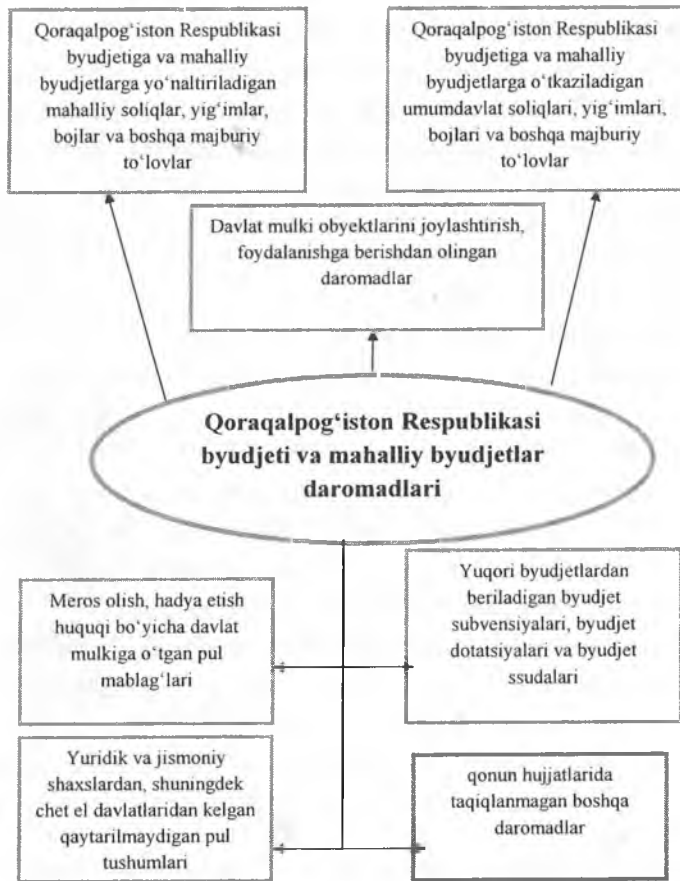 Qoraqalpog‘iston Respublikasi
byudjetiga va mahalliy
byudjetlarga yo‘naltiriladigan
mahalliy soliqlar, yig‘imlar,
bojlar va boshqa majburiy
to‘lovlar
Qoraqalpog‘iston Respublikasi
byudjetiga va mahalliy
byudjetlarga o‘tkaziladigan
umumdavlat soliqlari, yig‘imlari,
bojlari va boshqa majburiy
to‘lovlar
Davlat mulki obyektlarini joylashtirish,
foydalanishga berishdan olingan
daromadlar
Qoraqalpog‘iston Respublikasi
byudjeti va mahalliy byudjetlar
daromadlari
Meros olish, hadya etish
huquqi bo‘yicha davlat
mulkiga o‘tgan pul
mablag‘lari
Yuqori byudjetlardan
beriladigan byudjet
subvensiyalari, byudjet
dotatsiyalari va byudjet
ssudalari
Yuridik va jismoniy
shaxslardan, shuningdek
chet el davlatlaridan kelgan
qaytarilmaydigan pul
tushumlari
qonun hujjatlarida
taqiqlanmagan boshqa
daromadlar